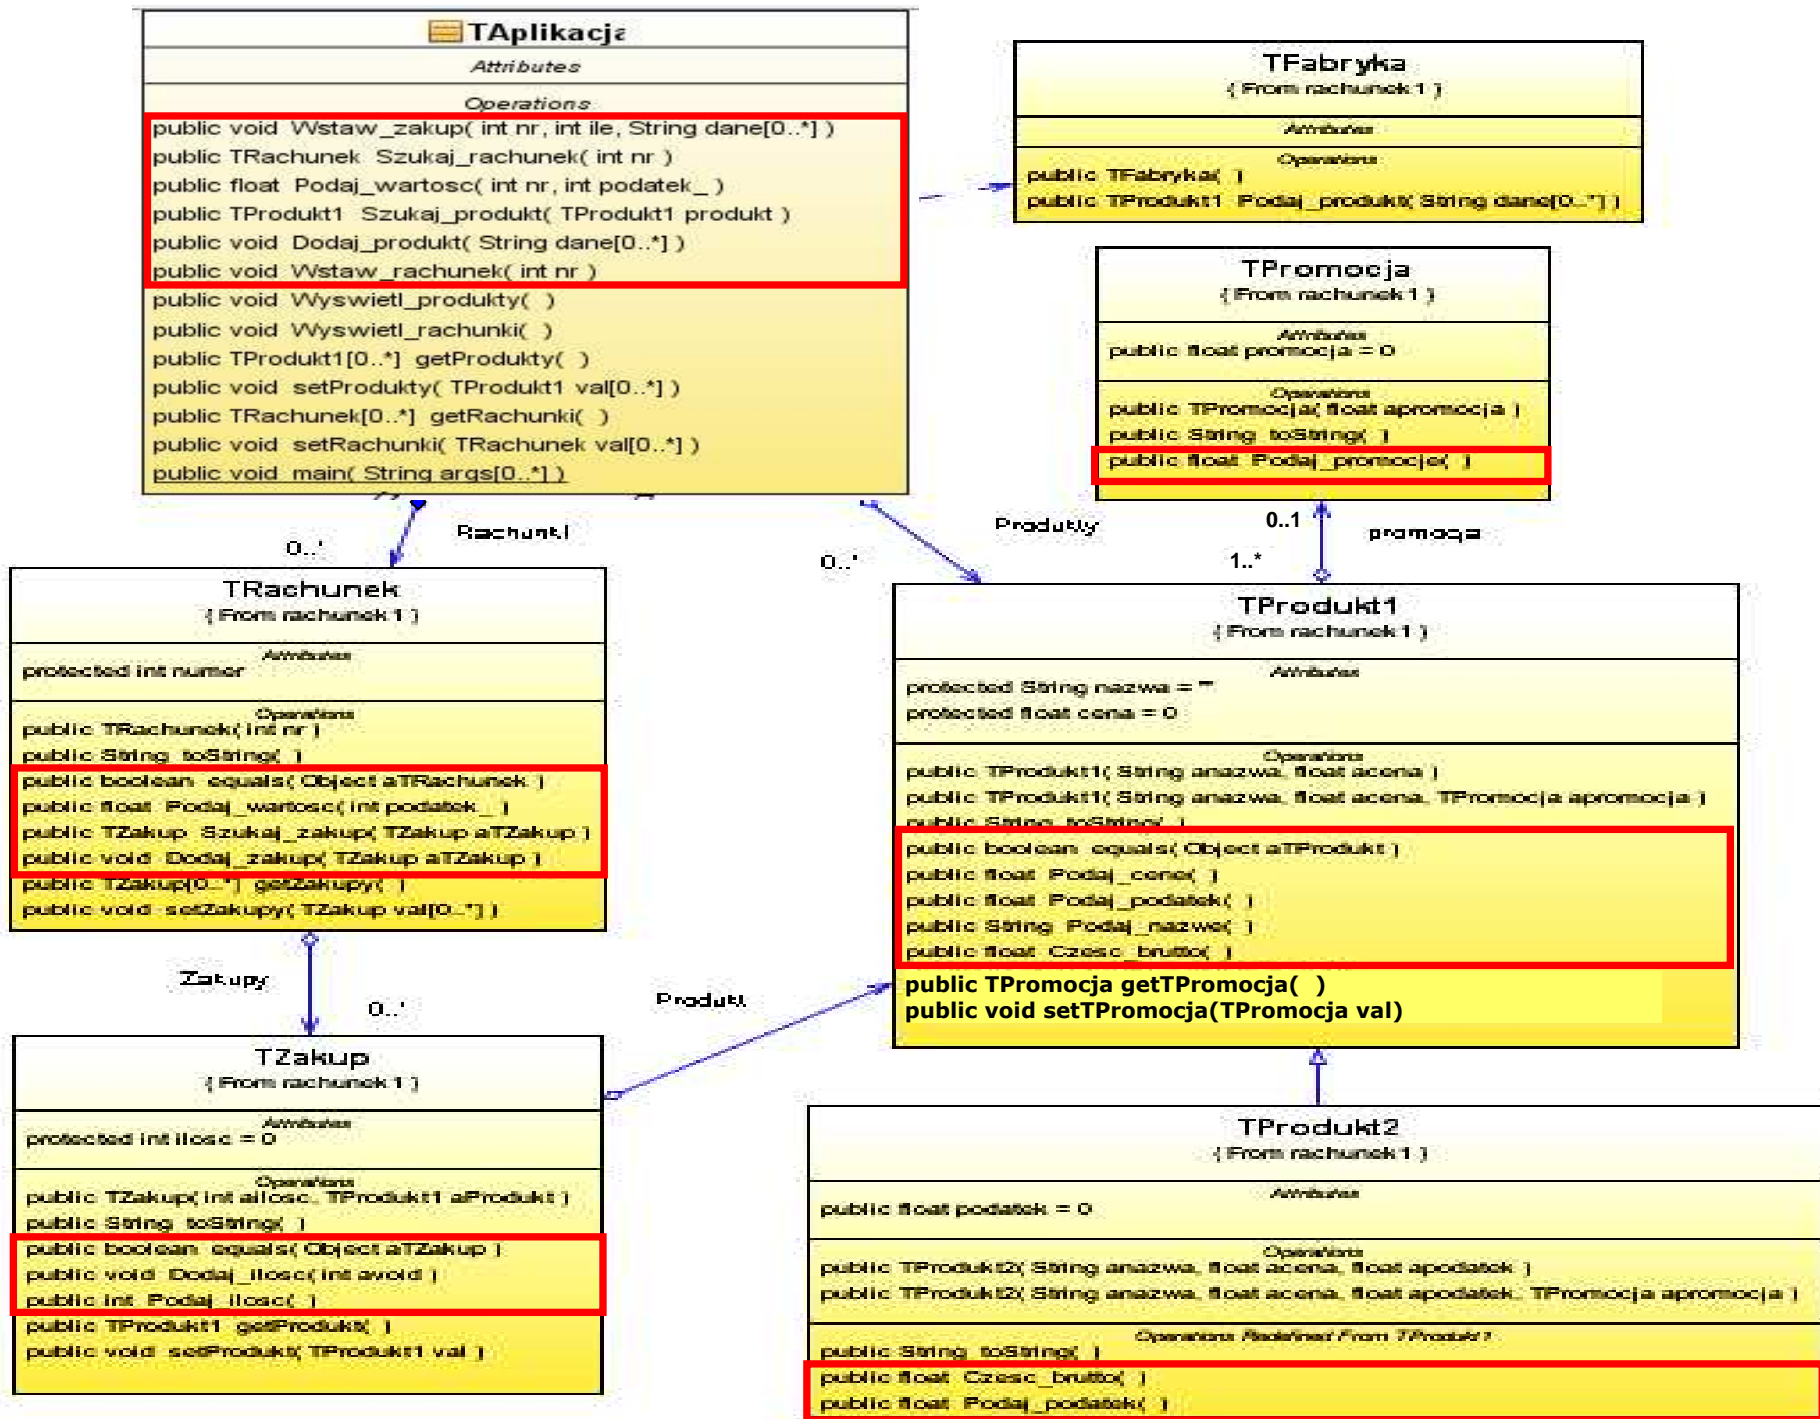 TAplikacja
Attributes
Operations
public void Wstaw_zakup( int nr, int ile, String dane[0..*] )
public TRachunek Szukaj_rachunek( int nr )
public float Podaj_wartosc( int nr, int podatek_ )
public TProdukt1 Szukaj_produkt( TProdukt1 produkt )
public void Dodaj_produkt( String dane[0..*] )
public void Wstaw_rachunek( int nr )
public void Wyswietl_produkty( )
public void Wyswietl_rachunki( )
public TProdukt1[0..*] getProdukty( )
public void setProdukty( TProdukt1 val[0..*] )
public TRachunek[0..*] getRachunki( )
public void setRachunki( TRachunek val[0..*] )
public void main( String args[0..*] )
TFabryka
{ From rachunek1 }
Attributes
Operations
public TFabryka( )
public TProdukt1 Podaj_produkt( String dane[0..*] )
TPromocja
{ From rachunek1 }
Attributes
public float promocja = 0
Operations
public TPromocja( float apromocja )
public String toString( )
public float Podaj_promocje( )
Rachunki
0..*
Produkty
0..*
0..1
promocja
1..*
TRachunek
{ From rachunek1 }
Attributes
protected int numer
Operations
public TRachunek( int nr )
public String toString( )
public boolean equals( Object aTRachunek )
public float Podaj_wartosc( int podatek_ )
public TZakup Szukaj_zakup( TZakup aTZakup )
public void Dodaj_zakup( TZakup aTZakup )
public TZakup[0..*] getZakupy( )
public void setZakupy( TZakup val[0..*] )
TProdukt1
{ From rachunek1 }
Attributes
protected String nazwa = ""
protected float cena = 0
Operations
public TProdukt1( String anazwa, float acena )
public TProdukt1( String anazwa, float acena, TPromocja apromocja )
public String toString( )
public boolean equals( Object aTProdukt )
public float Podaj_cene( )
public float Podaj_podatek( )
public String Podaj_nazwe( )
public float Czesc_brutto( )
public TPromocja getTPromocja( )
public void setTPromocja(TPromocja val)
Zakupy
0..*
Produkt
TZakup
{ From rachunek1 }
Attributes
protected int ilosc = 0
Operations
public TZakup( int ailosc, TProdukt1 aProdukt )
public String toString( )
public boolean equals( Object aTZakup )
public void Dodaj_ilosc( int avoid )
public int Podaj_ilosc( )
public TProdukt1 getProdukt( )
public void setProdukt( TProdukt1 val )
TProdukt2
{ From rachunek1 }
Attributes
public float podatek = 0
Operations
public TProdukt2( String anazwa, float acena, float apodatek )
public TProdukt2( String anazwa, float acena, float apodatek, TPromocja apromocja )
Operations Redefined From TProdukt1
public String toString( )
public float Czesc_brutto( )
public float Podaj_podatek( )